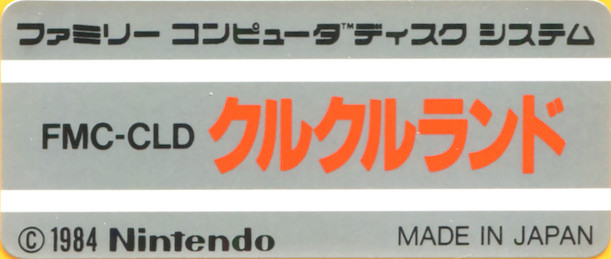 ファミリー コンピュータ™ディスク システム
FMC-CLD クルクルランド
© 1984 Nintendo MADE IN JAPAN